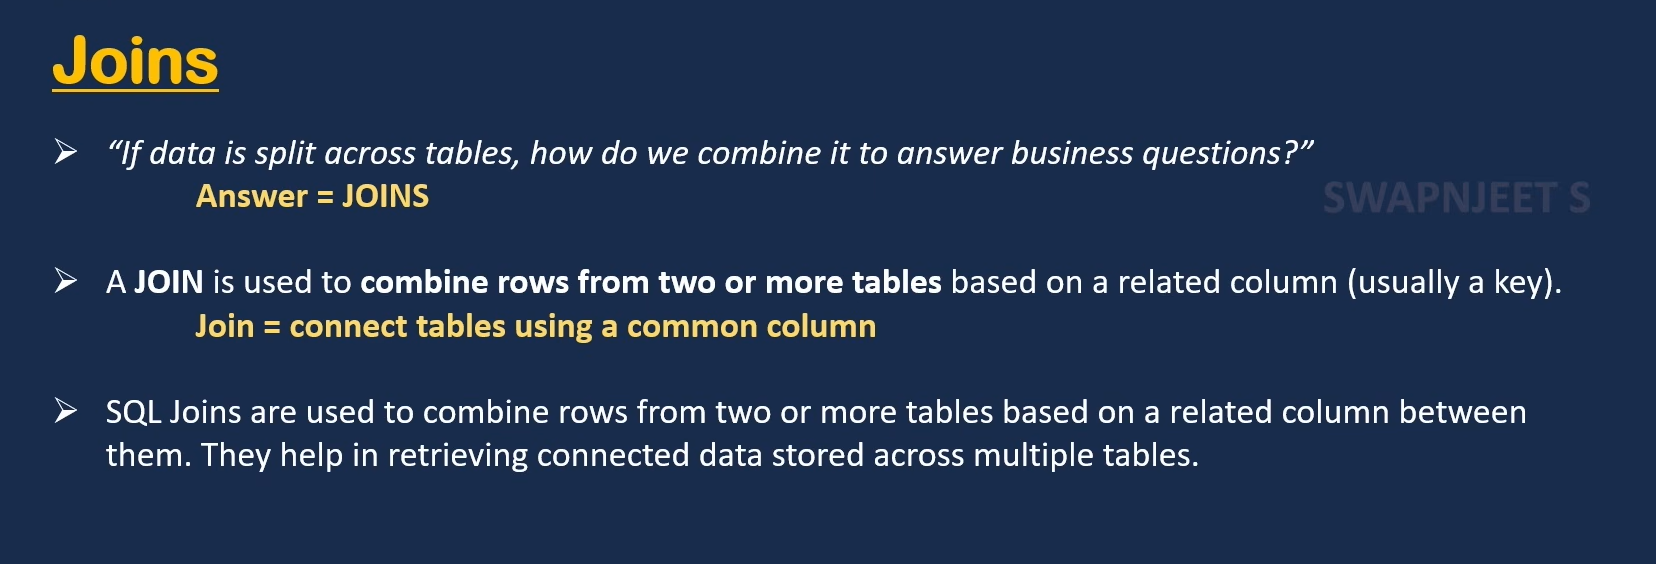 Joins
➢ “If data is split across tables, how do we combine it to answer business questions?”
Answer = JOINS
SWAPNJEET S
➢ A JOIN is used to combine rows from two or more tables based on a related column (usually a key).
Join = connect tables using a common column
➢ SQL Joins are used to combine rows from two or more tables based on a related column between
them. They help in retrieving connected data stored across multiple tables.